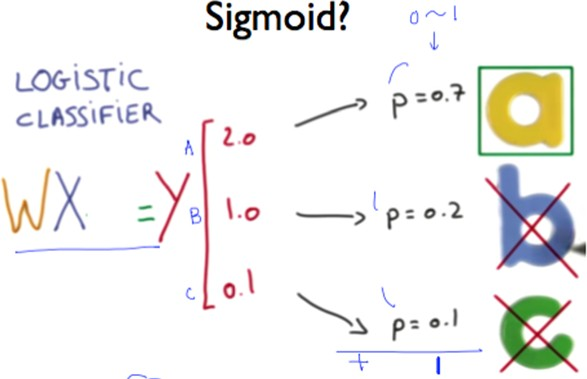 Sigmoid?
0~1
↓
LOGISTIC
CLASSIFIER
WX = Y
A 2.0 → p=0.7 a
B 1.0 → p=0.2 b
C 0.1 → p=0.1 c
+ 1